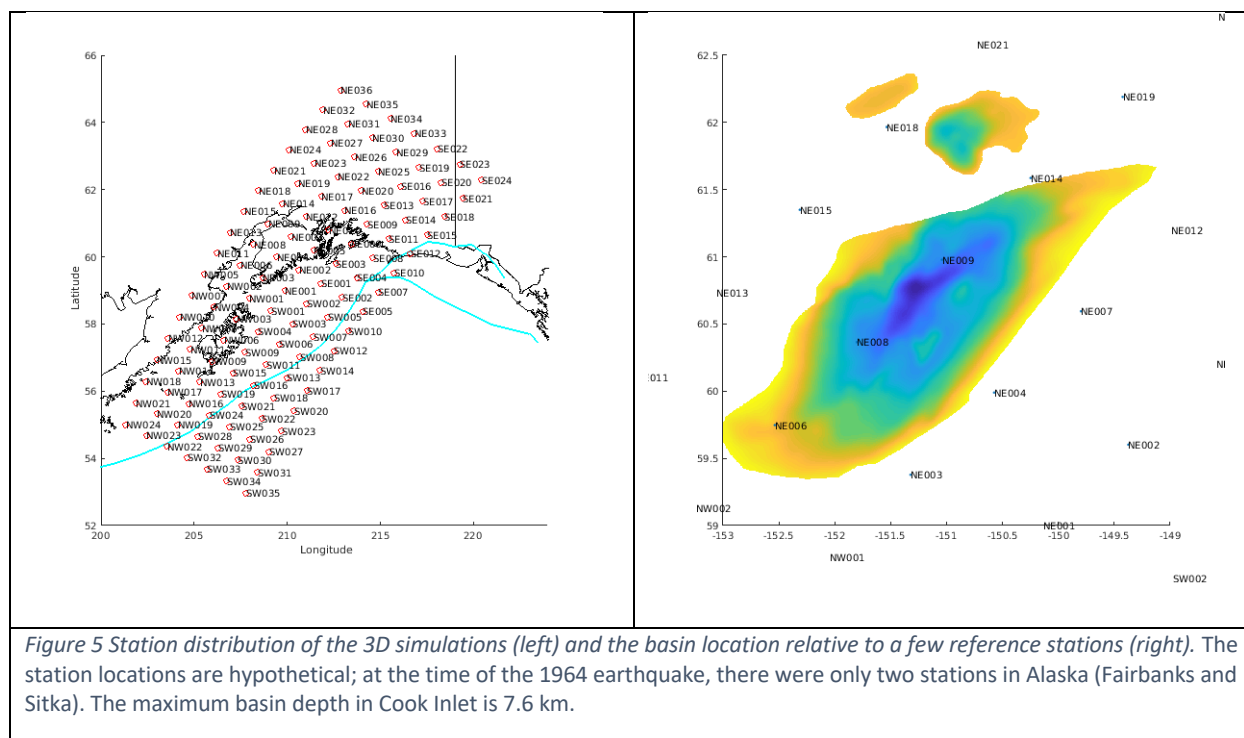 66
64
62
60
58
56
54
52
200
205
210
215
220
Latitude
Longitude
NE036
NE032
NE035
NE034
NE028
NE031
NE033
NE027
NE030
NE024
NE026
NE029
SE022
NE021
NE023
NE025
SE019
SE023
NE018
NE019
NE022
NE020
SE016
SE020
SE024
NE015
NE014
NE017
NE016
SE013
SE017
SE021
SE014
SE018
SE009
SE011
SE015
NE011
NE008
SE012
SE008
NE002
SE003
SE010
SE004
NE001
SE001
SE007
NW001
SW001
SW002
SE002
SE005
SW003
SW005
SW010
SW004
SW007
SW006
SW012
SW009
SW008
NW015
SW011
SW014
SW015
SW013
NW018
NW013
SW016
SW017
NW017
SW019
SW018
NW021
NW016
SW021
SW020
NW020
SW024
SW022
NW024
NW019
SW025
SW023
NW023
SW028
SW026
NW022
SW029
SW027
SW032
SW030
SW033
SW031
SW034
SW035
N
62.5
62
61.5
61
60.5
60
59.5
59
-153
-152
-151.5
-151
-150.5
-150
-149.5
-149
NE021
NE019
NE018
NE014
NE015
NE012
NE009
NE013
NE007
NE008
E011
NE004
NE006
NE002
NE003
NW002
NE001
NW001
SW002
Figure 5 Station distribution of the 3D simulations (left) and the basin location relative to a few reference stations (right). The
station locations are hypothetical; at the time of the 1964 earthquake, there were only two stations in Alaska (Fairbanks and
Sitka). The maximum basin depth in Cook Inlet is 7.6 km.